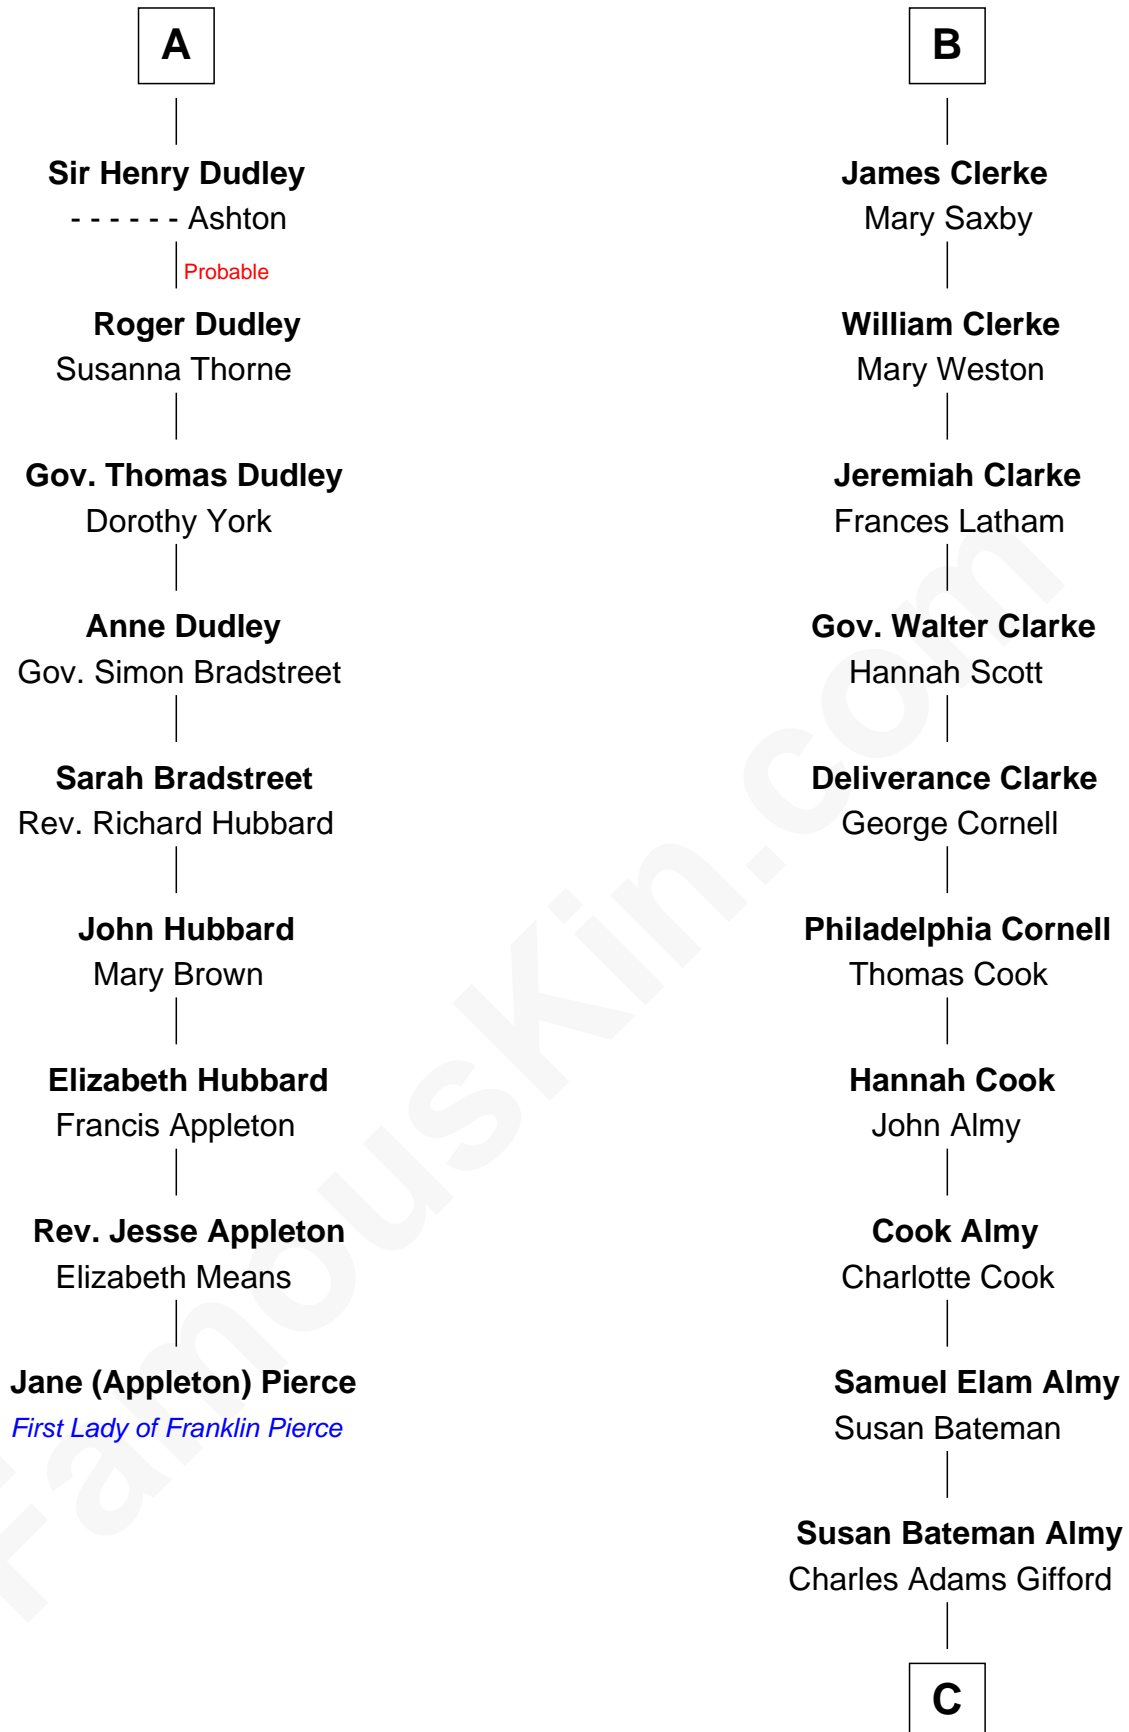 A
Sir Henry Dudley
- - - - - - Ashton
Probable
Roger Dudley
Susanna Thorne
Gov. Thomas Dudley
Dorothy York
Anne Dudley
Gov. Simon Bradstreet
Sarah Bradstreet
Rev. Richard Hubbard
John Hubbard
Mary Brown
Elizabeth Hubbard
Francis Appleton
Rev. Jesse Appleton
Elizabeth Means
Jane (Appleton) Pierce
First Lady of Franklin Pierce
B
James Clerke
Mary Saxby
William Clerke
Mary Weston
Jeremiah Clarke
Frances Latham
Gov. Walter Clarke
Hannah Scott
Deliverance Clarke
George Cornell
Philadelphia Cornell
Thomas Cook
Hannah Cook
John Almy
Cook Almy
Charlotte Cook
Samuel Elam Almy
Susan Bateman
Susan Bateman Almy
Charles Adams Gifford
C
FamousKin.com